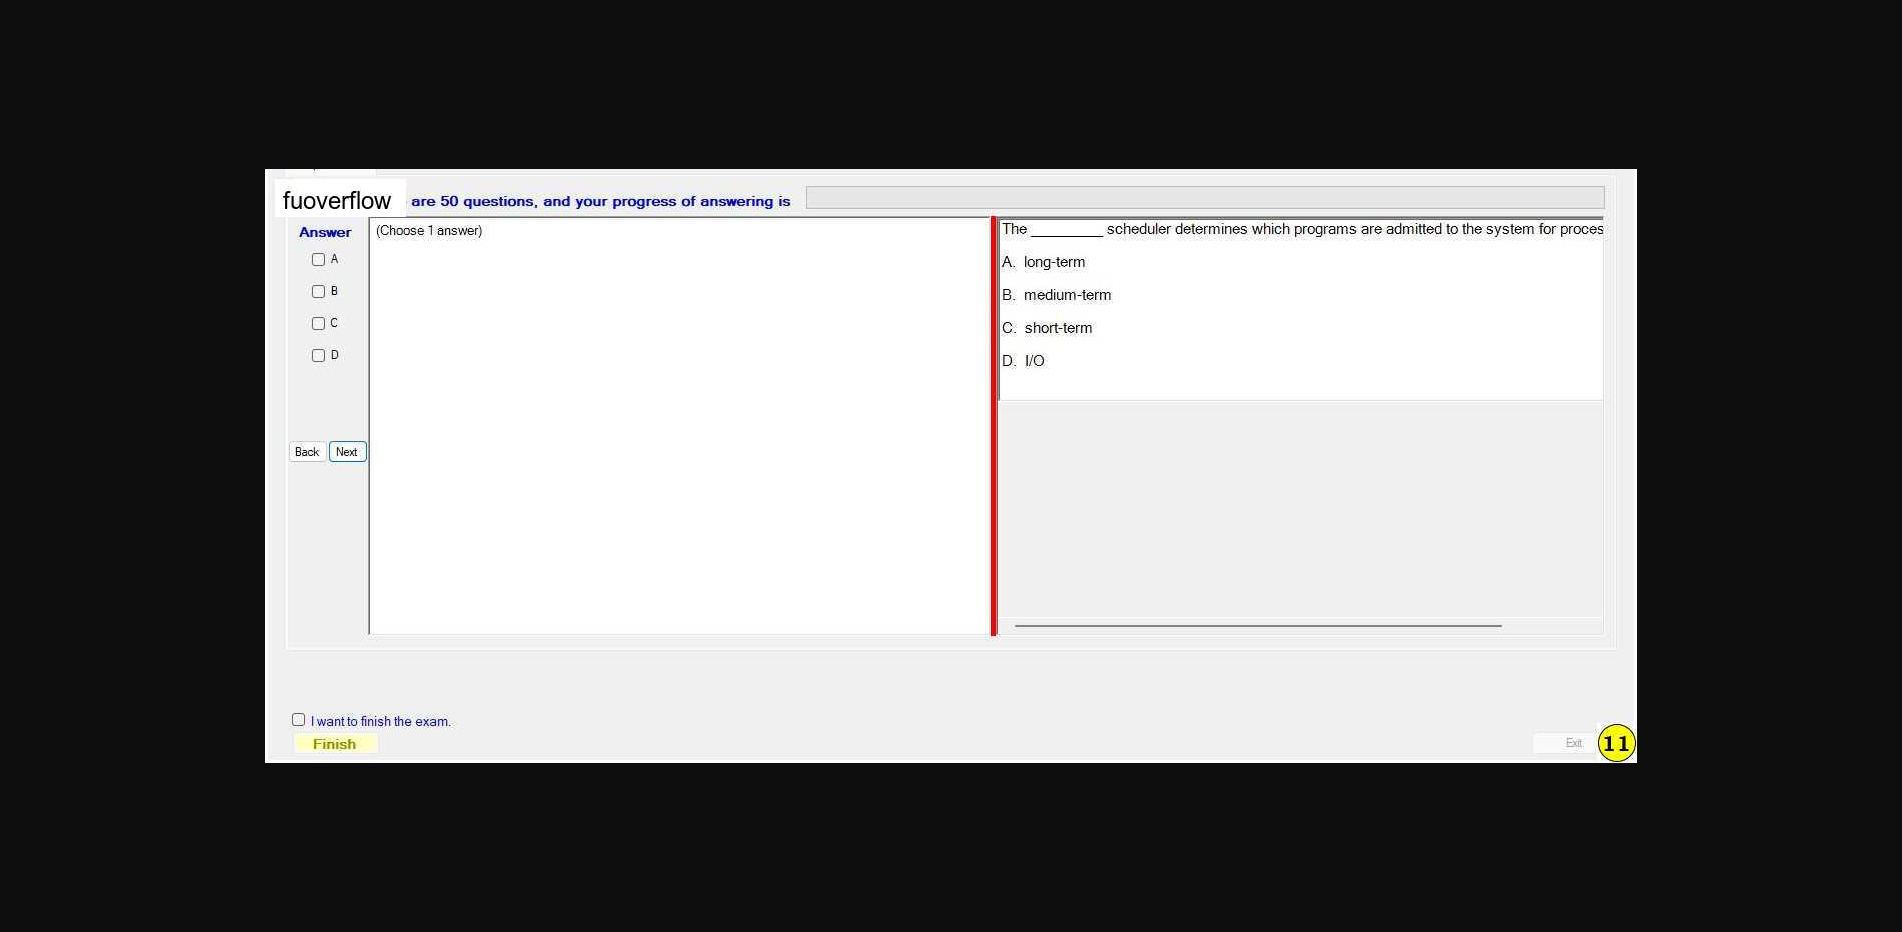 fuoverflow are 50 questions, and your progress of answering is
Answer
A
B
C
D
Back Next
(Choose 1 answer)
The _________ scheduler determines which programs are admitted to the system for proces
A. long-term
B. medium-term
C. short-term
D. I/O
I want to finish the exam.
Finish
Exit
11